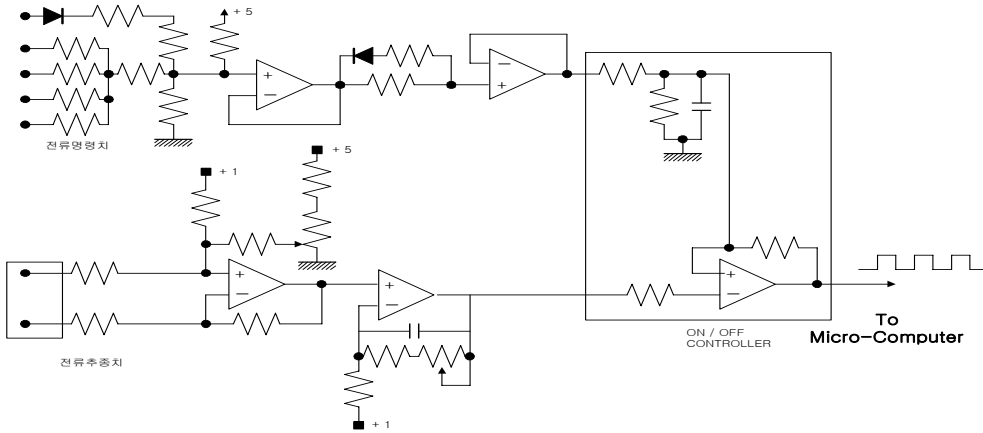 + 5
전류명령치
+ 5
+ 1
전류추종치
ON / OFF
CONTROLLER
To
Micro-Computer
+ 1